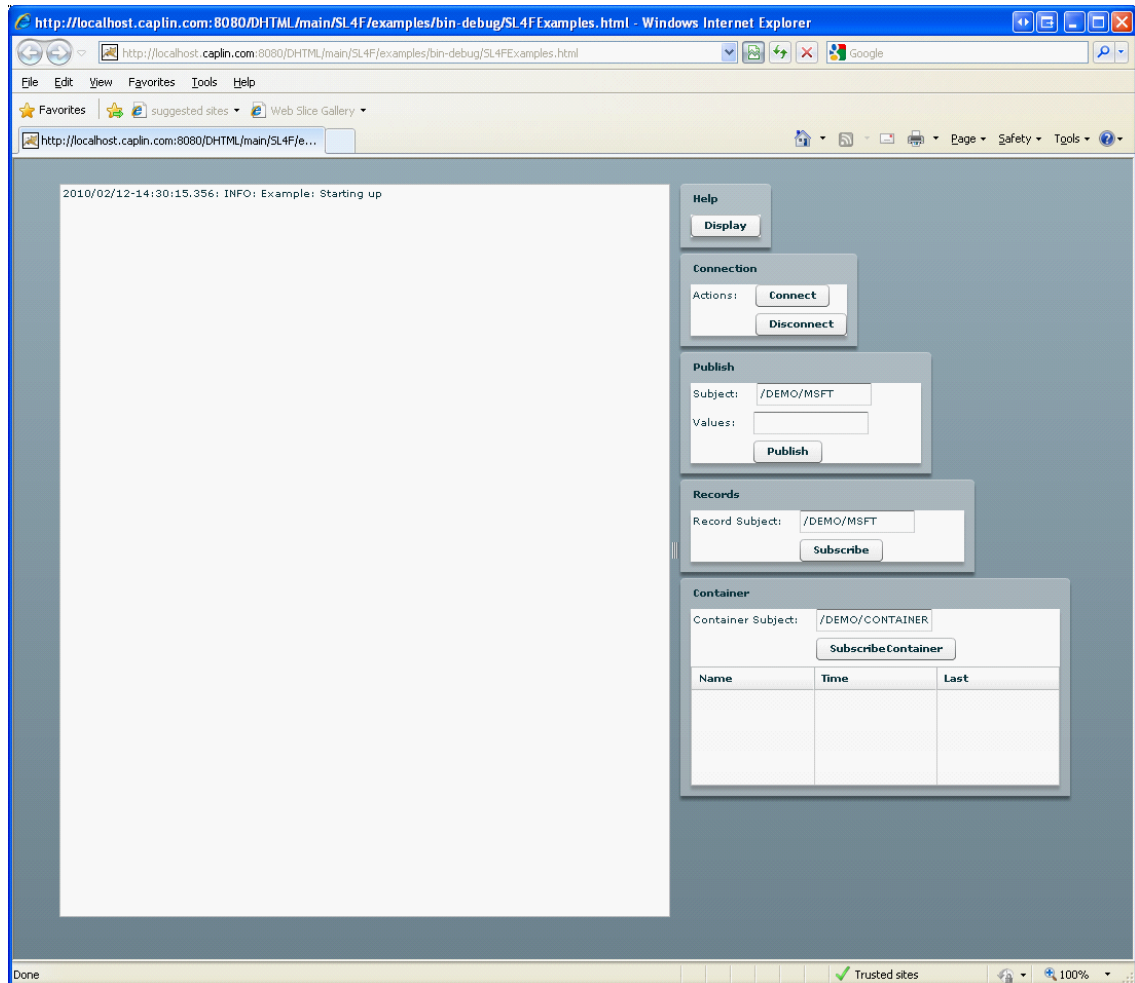 http://localhost.caplin.com:8080/DHTML/main/SL4F/examples/bin-debug/SL4FExamples.html - Windows Internet Explorer
http://localhost.caplin.com:8080/DHTML/main/SL4F/examples/bin-debug/SL4FExamples.html
Google
File Edit View Favorites Tools Help
Favorites suggested sites Web Slice Gallery
http://localhost.caplin.com:8080/DHTML/main/SL4F/e...
Page Safety Tools
2010/02/12-14:30:15.356: INFO: Example: Starting up
Help
Display
Connection
Actions: Connect
Disconnect
Publish
Subject: /DEMO/MSFT
Values:
Publish
Records
Record Subject: /DEMO/MSFT
Subscribe
Container
Container Subject: /DEMO/CONTAINER
SubscribeContainer
Name Time Last
Done Trusted sites 100%